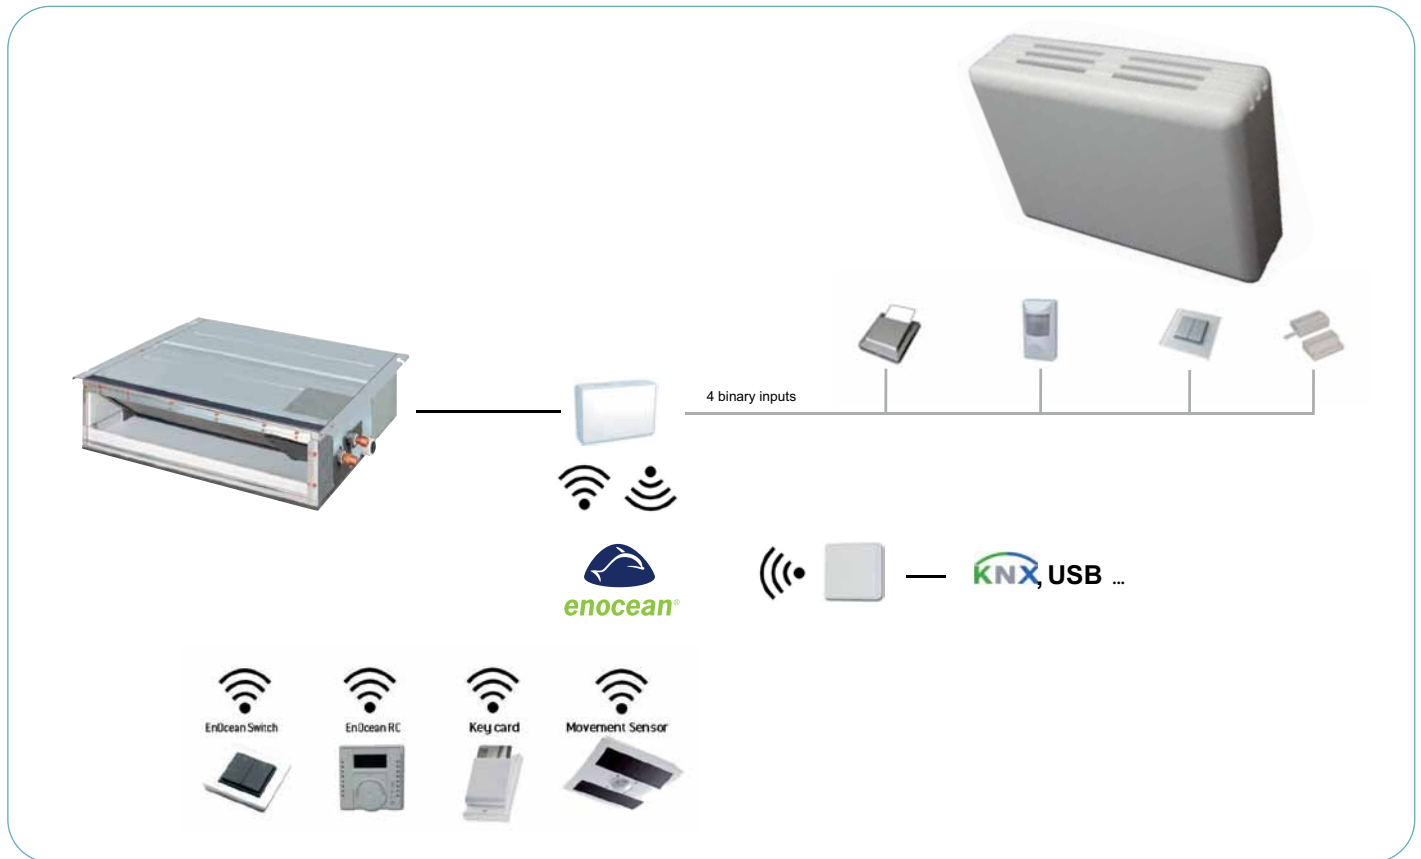 4 binary inputs
enocean®
KNX, USB ...
EnOcean Switch
EnOcean RC
Key card
Movement Sensor